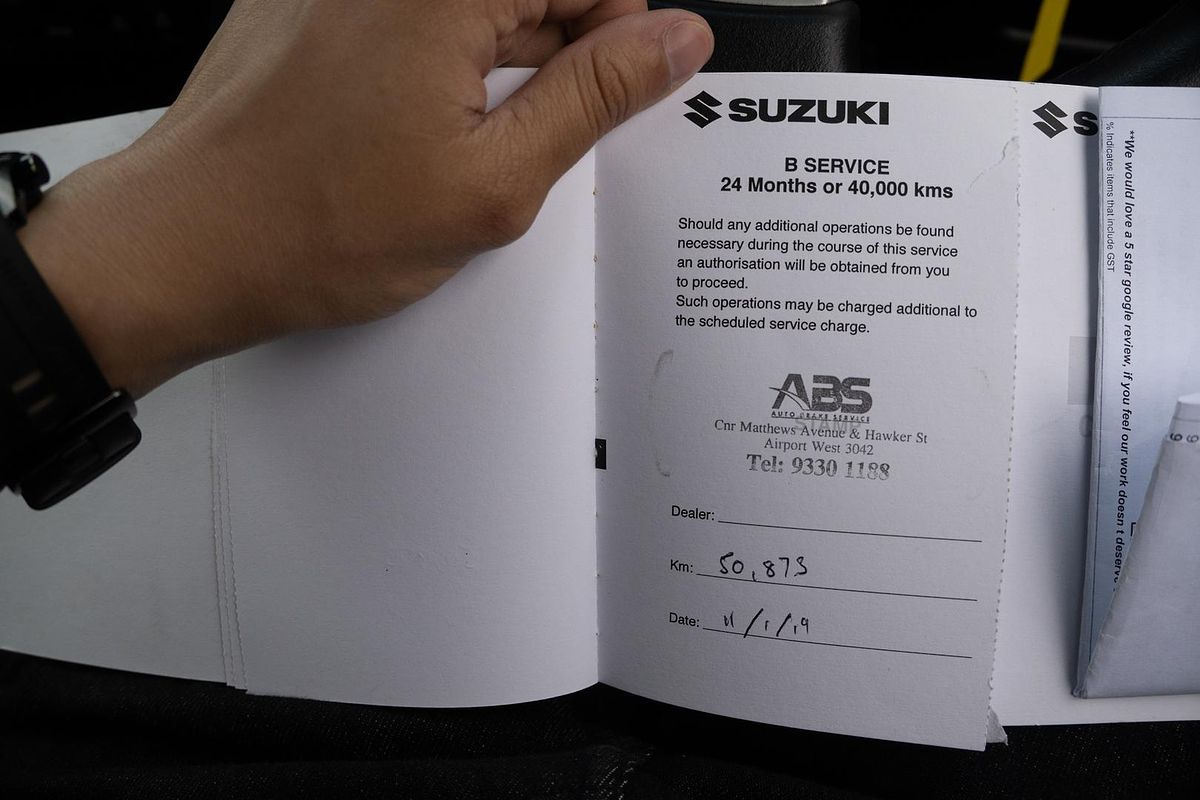 SUZUKI
B SERVICE
24 Months or 40,000 kms
Should any additional operations be found
necessary during the course of this service
an authorisation will be obtained from you
to proceed.
Such operations may be charged additional to
the scheduled service charge.
ABS
AUTO BRAKE SERVICE
STAMP
Cnr Matthews Avenue & Hawker St
Airport West 3042
Tel: 9330 1188
Dealer:
Km: 50,873
Date: 11/1/19
S
% Indicates items that include GST
**We would love a 5 star google review, if you feel our work doesn t